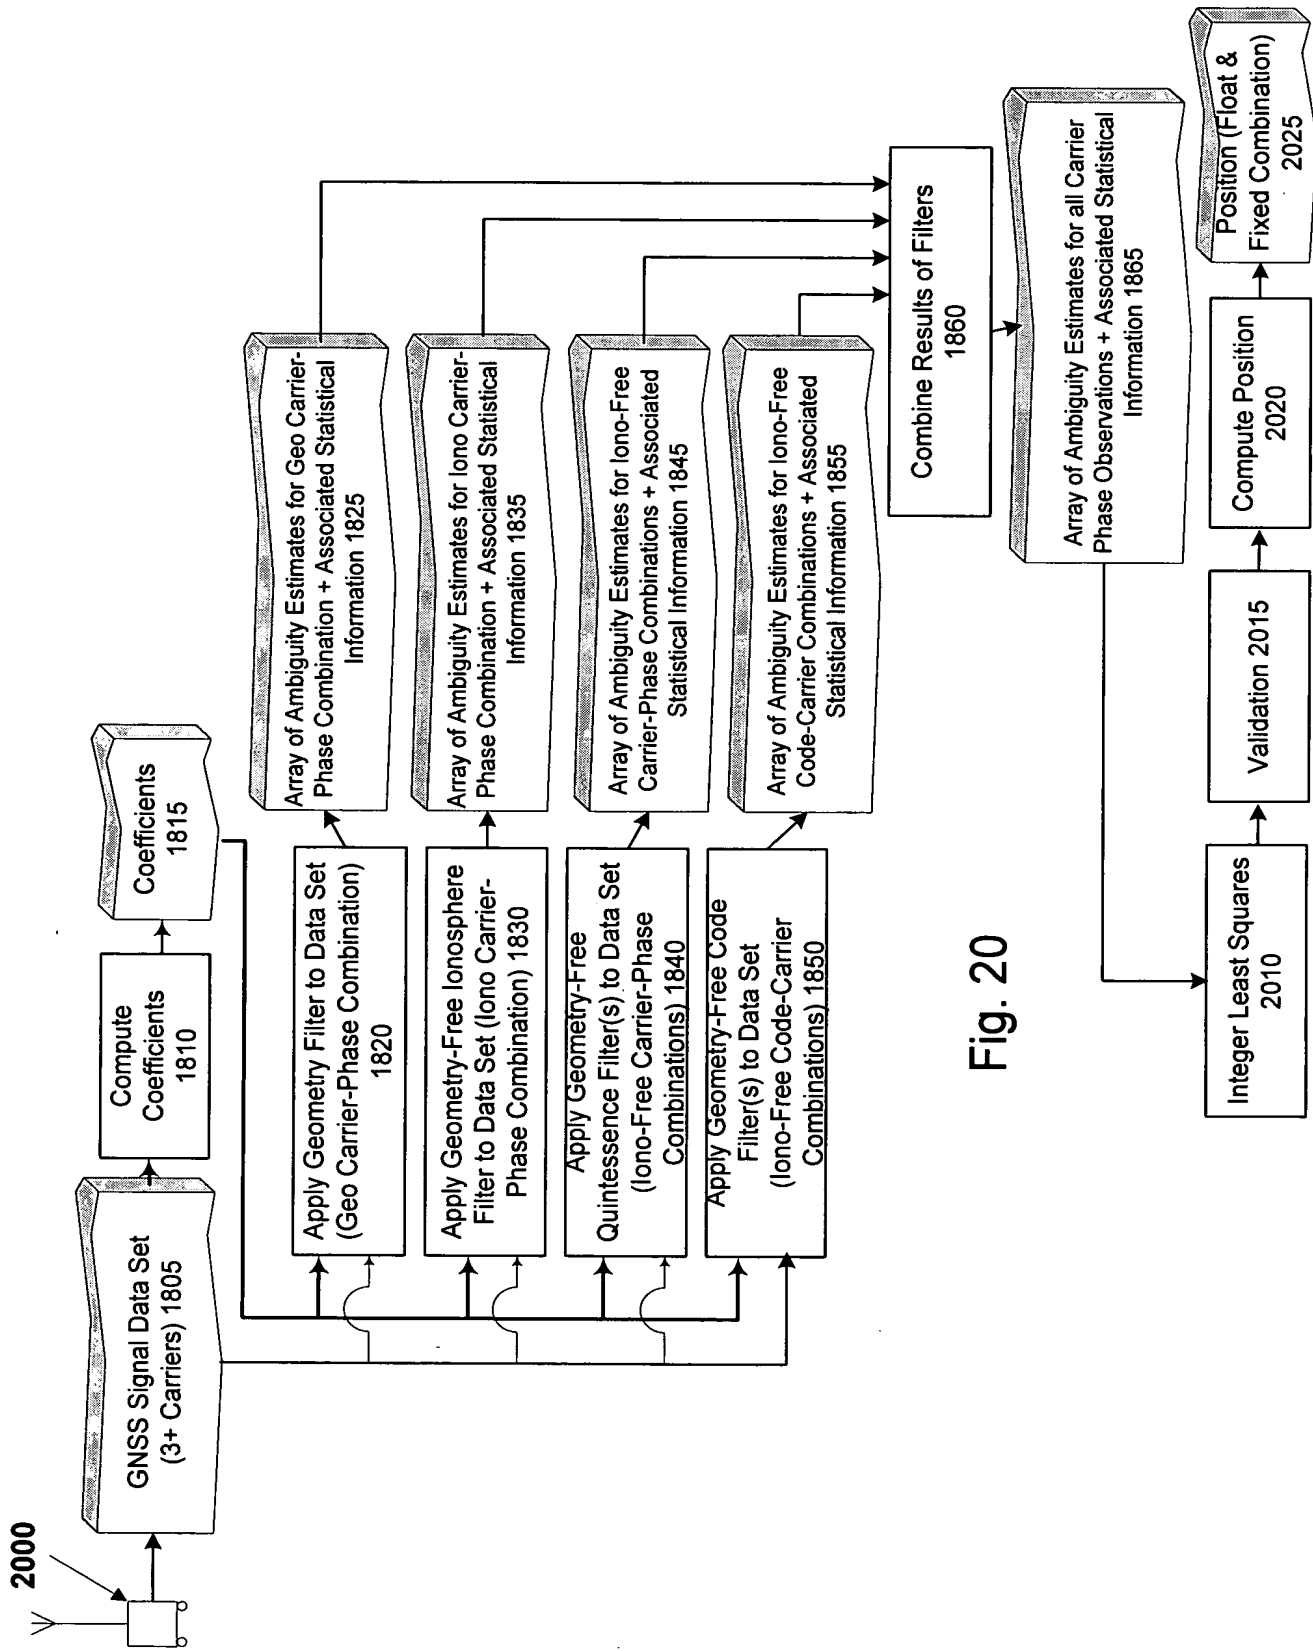 2000
GNSS Signal Data Set
(3+ Carriers) 1805
Compute
Coefficients
1810
Coefficients
1815
Apply Geometry Filter to Data Set
(Geo Carrier-Phase Combination)
1820
Array of Ambiguity Estimates for Geo Carrier-
Phase Combination + Associated Statistical
Information 1825
Apply Geometry-Free Ionosphere
Filter to Data Set (Iono Carrier-
Phase Combination) 1830
Array of Ambiguity Estimates for Iono Carrier-
Phase Combination + Associated Statistical
Information 1835
Apply Geometry-Free
Quintessence Filter(s) to Data Set
(Iono-Free Carrier-Phase
Combinations) 1840
Array of Ambiguity Estimates for Iono-Free
Carrier-Phase Combinations + Associated
Statistical Information 1845
Apply Geometry-Free Code
Filter(s) to Data Set
(Iono-Free Code-Carrier
Combinations) 1850
Array of Ambiguity Estimates for Iono-Free
Code-Carrier Combinations + Associated
Statistical Information 1855
Combine Results of Filters
1860
Array of Ambiguity Estimates for all Carrier
Phase Observations + Associated Statistical
Information 1865
Integer Least Squares
2010
Validation 2015
Compute Position
2020
Position (Float &
Fixed Combination)
2025
Fig. 20